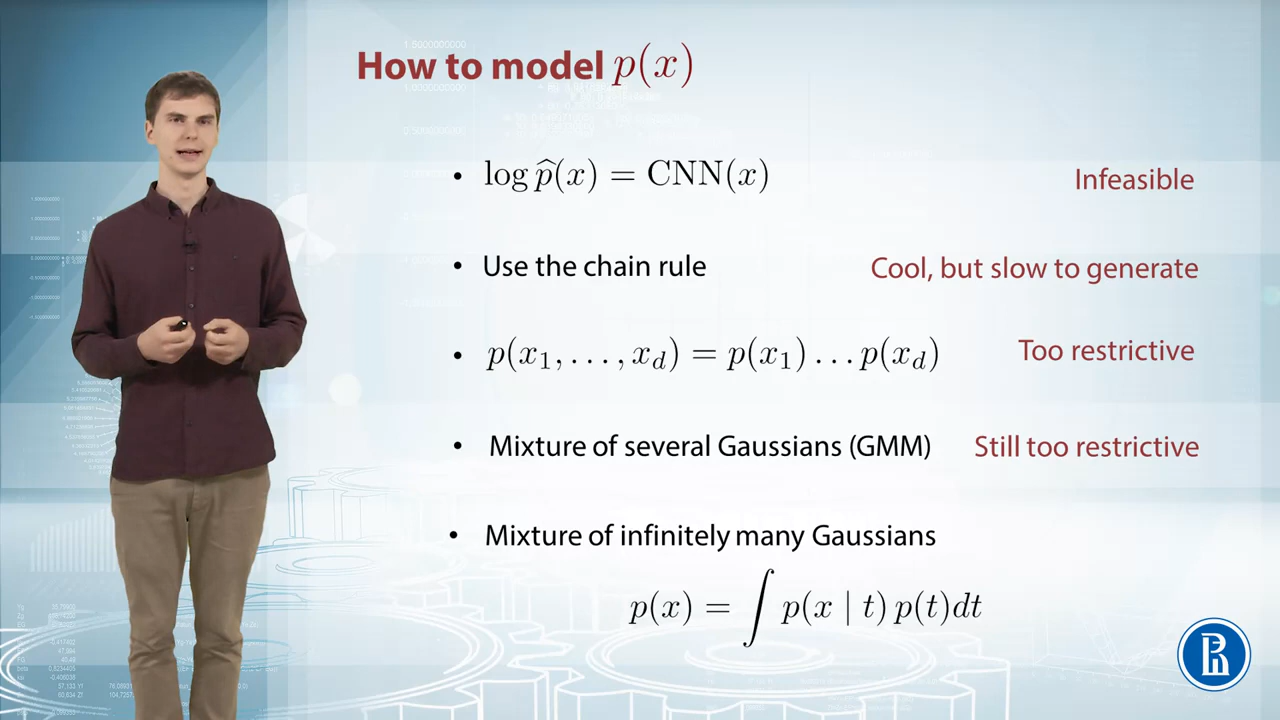 How to model p(x)
• log p̂(x) = CNN(x) Infeasible
• Use the chain rule Cool, but slow to generate
• p(x₁, . . . , x_d) = p(x₁) . . . p(x_d) Too restrictive
• Mixture of several Gaussians (GMM) Still too restrictive
• Mixture of infinitely many Gaussians
p(x) = ∫ p(x | t) p(t)dt